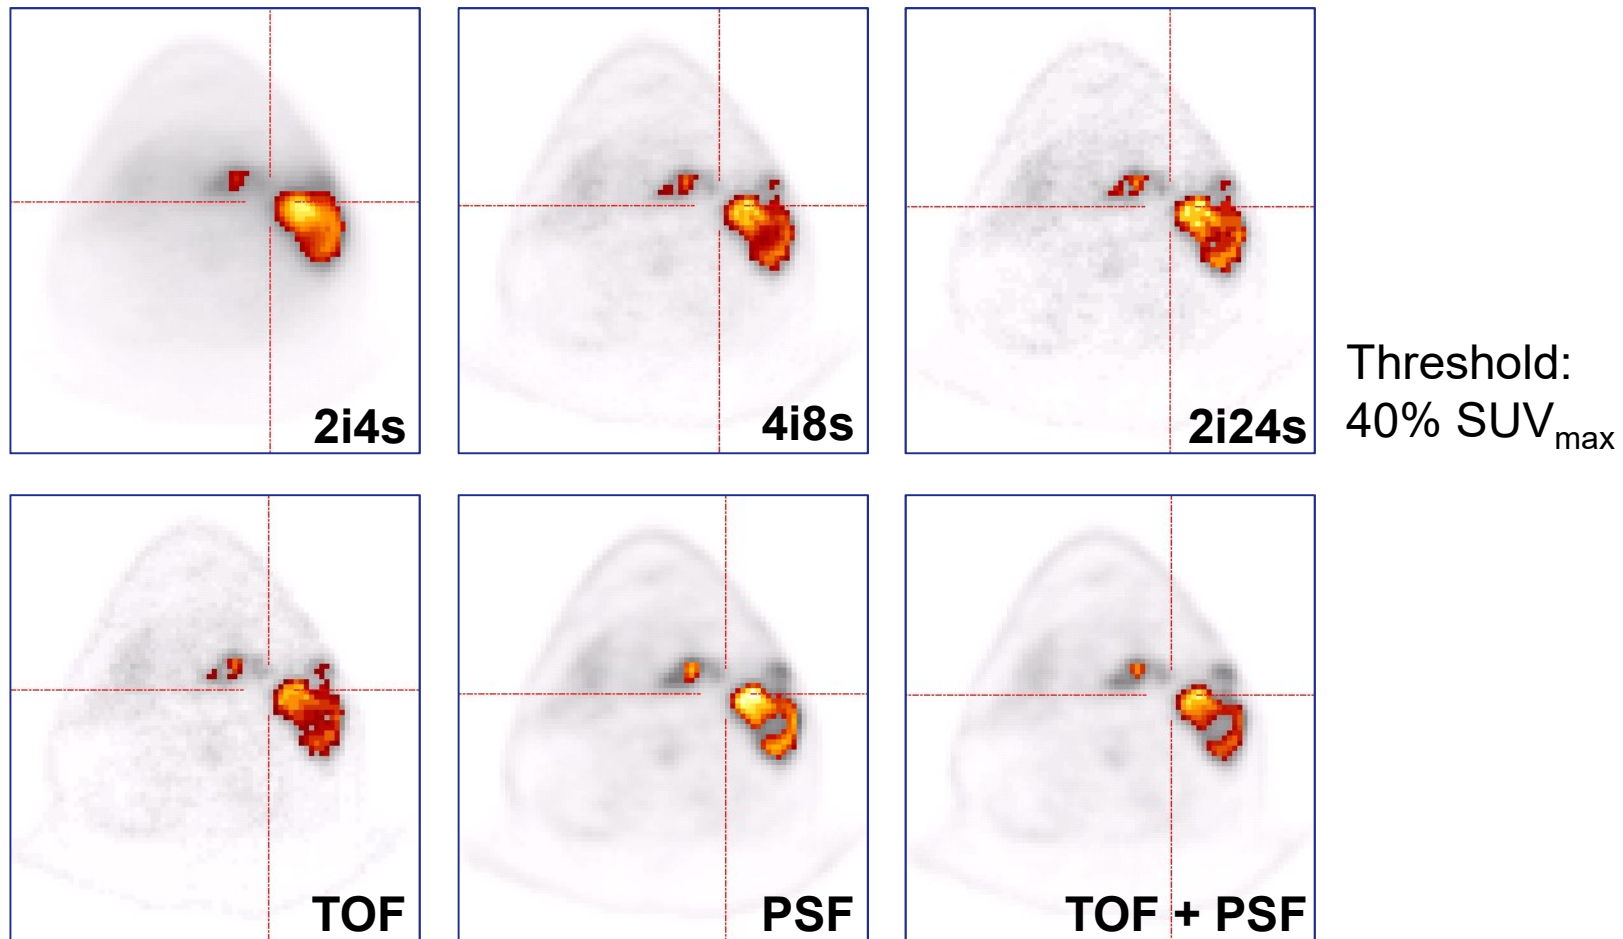 2i4s
4i8s
2i24s
Threshold:
40% SUVmax
TOF
PSF
TOF + PSF